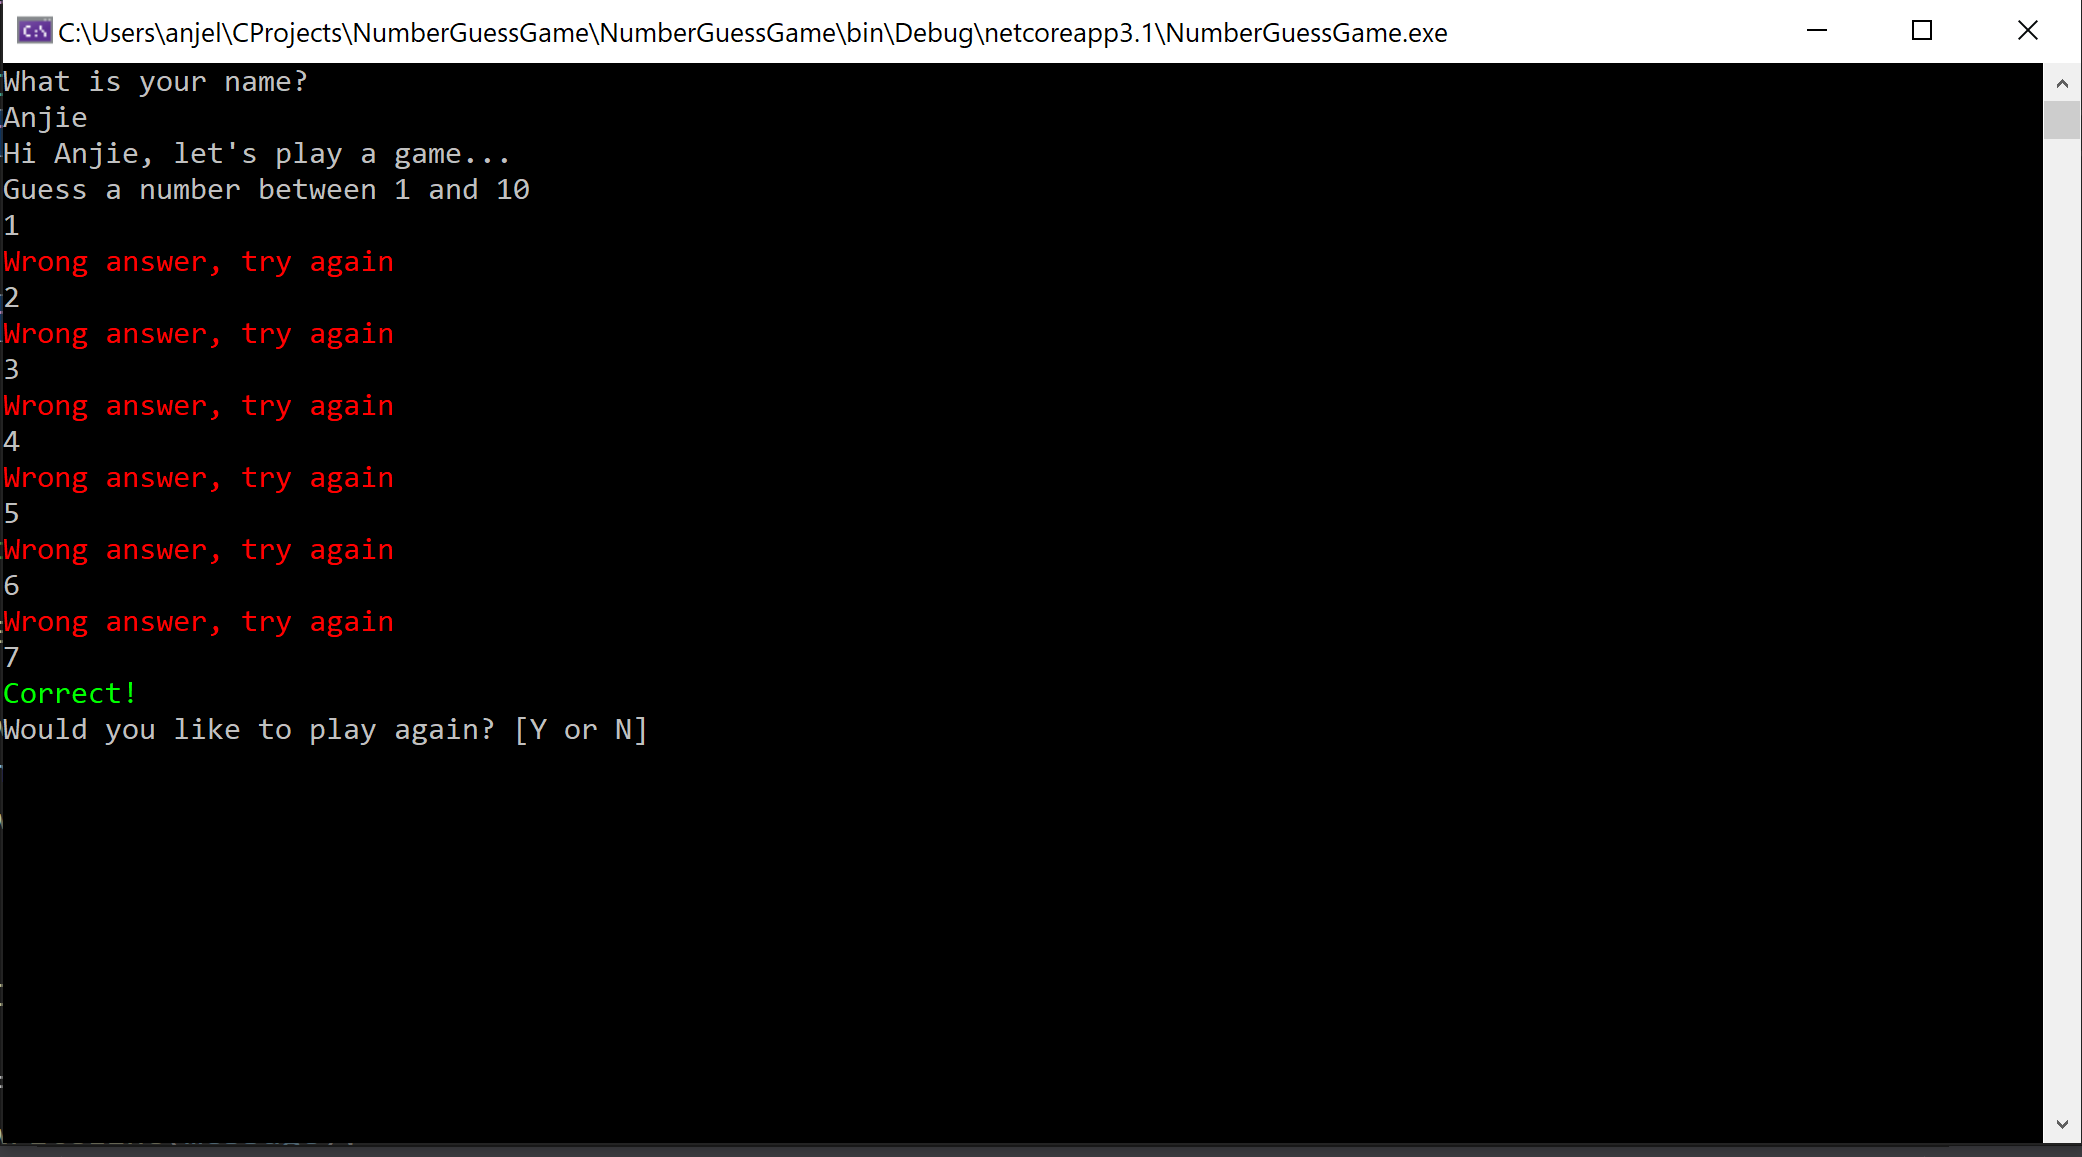 C:\Users\anjel\CProjects\NumberGuessGame\NumberGuessGame\bin\Debug\netcoreapp3.1\NumberGuessGame.exe
What is your name?
Anjie
Hi Anjie, let's play a game...
Guess a number between 1 and 10
1
Wrong answer, try again
2
Wrong answer, try again
3
Wrong answer, try again
4
Wrong answer, try again
5
Wrong answer, try again
6
Wrong answer, try again
7
Correct!
Would you like to play again? [Y or N]